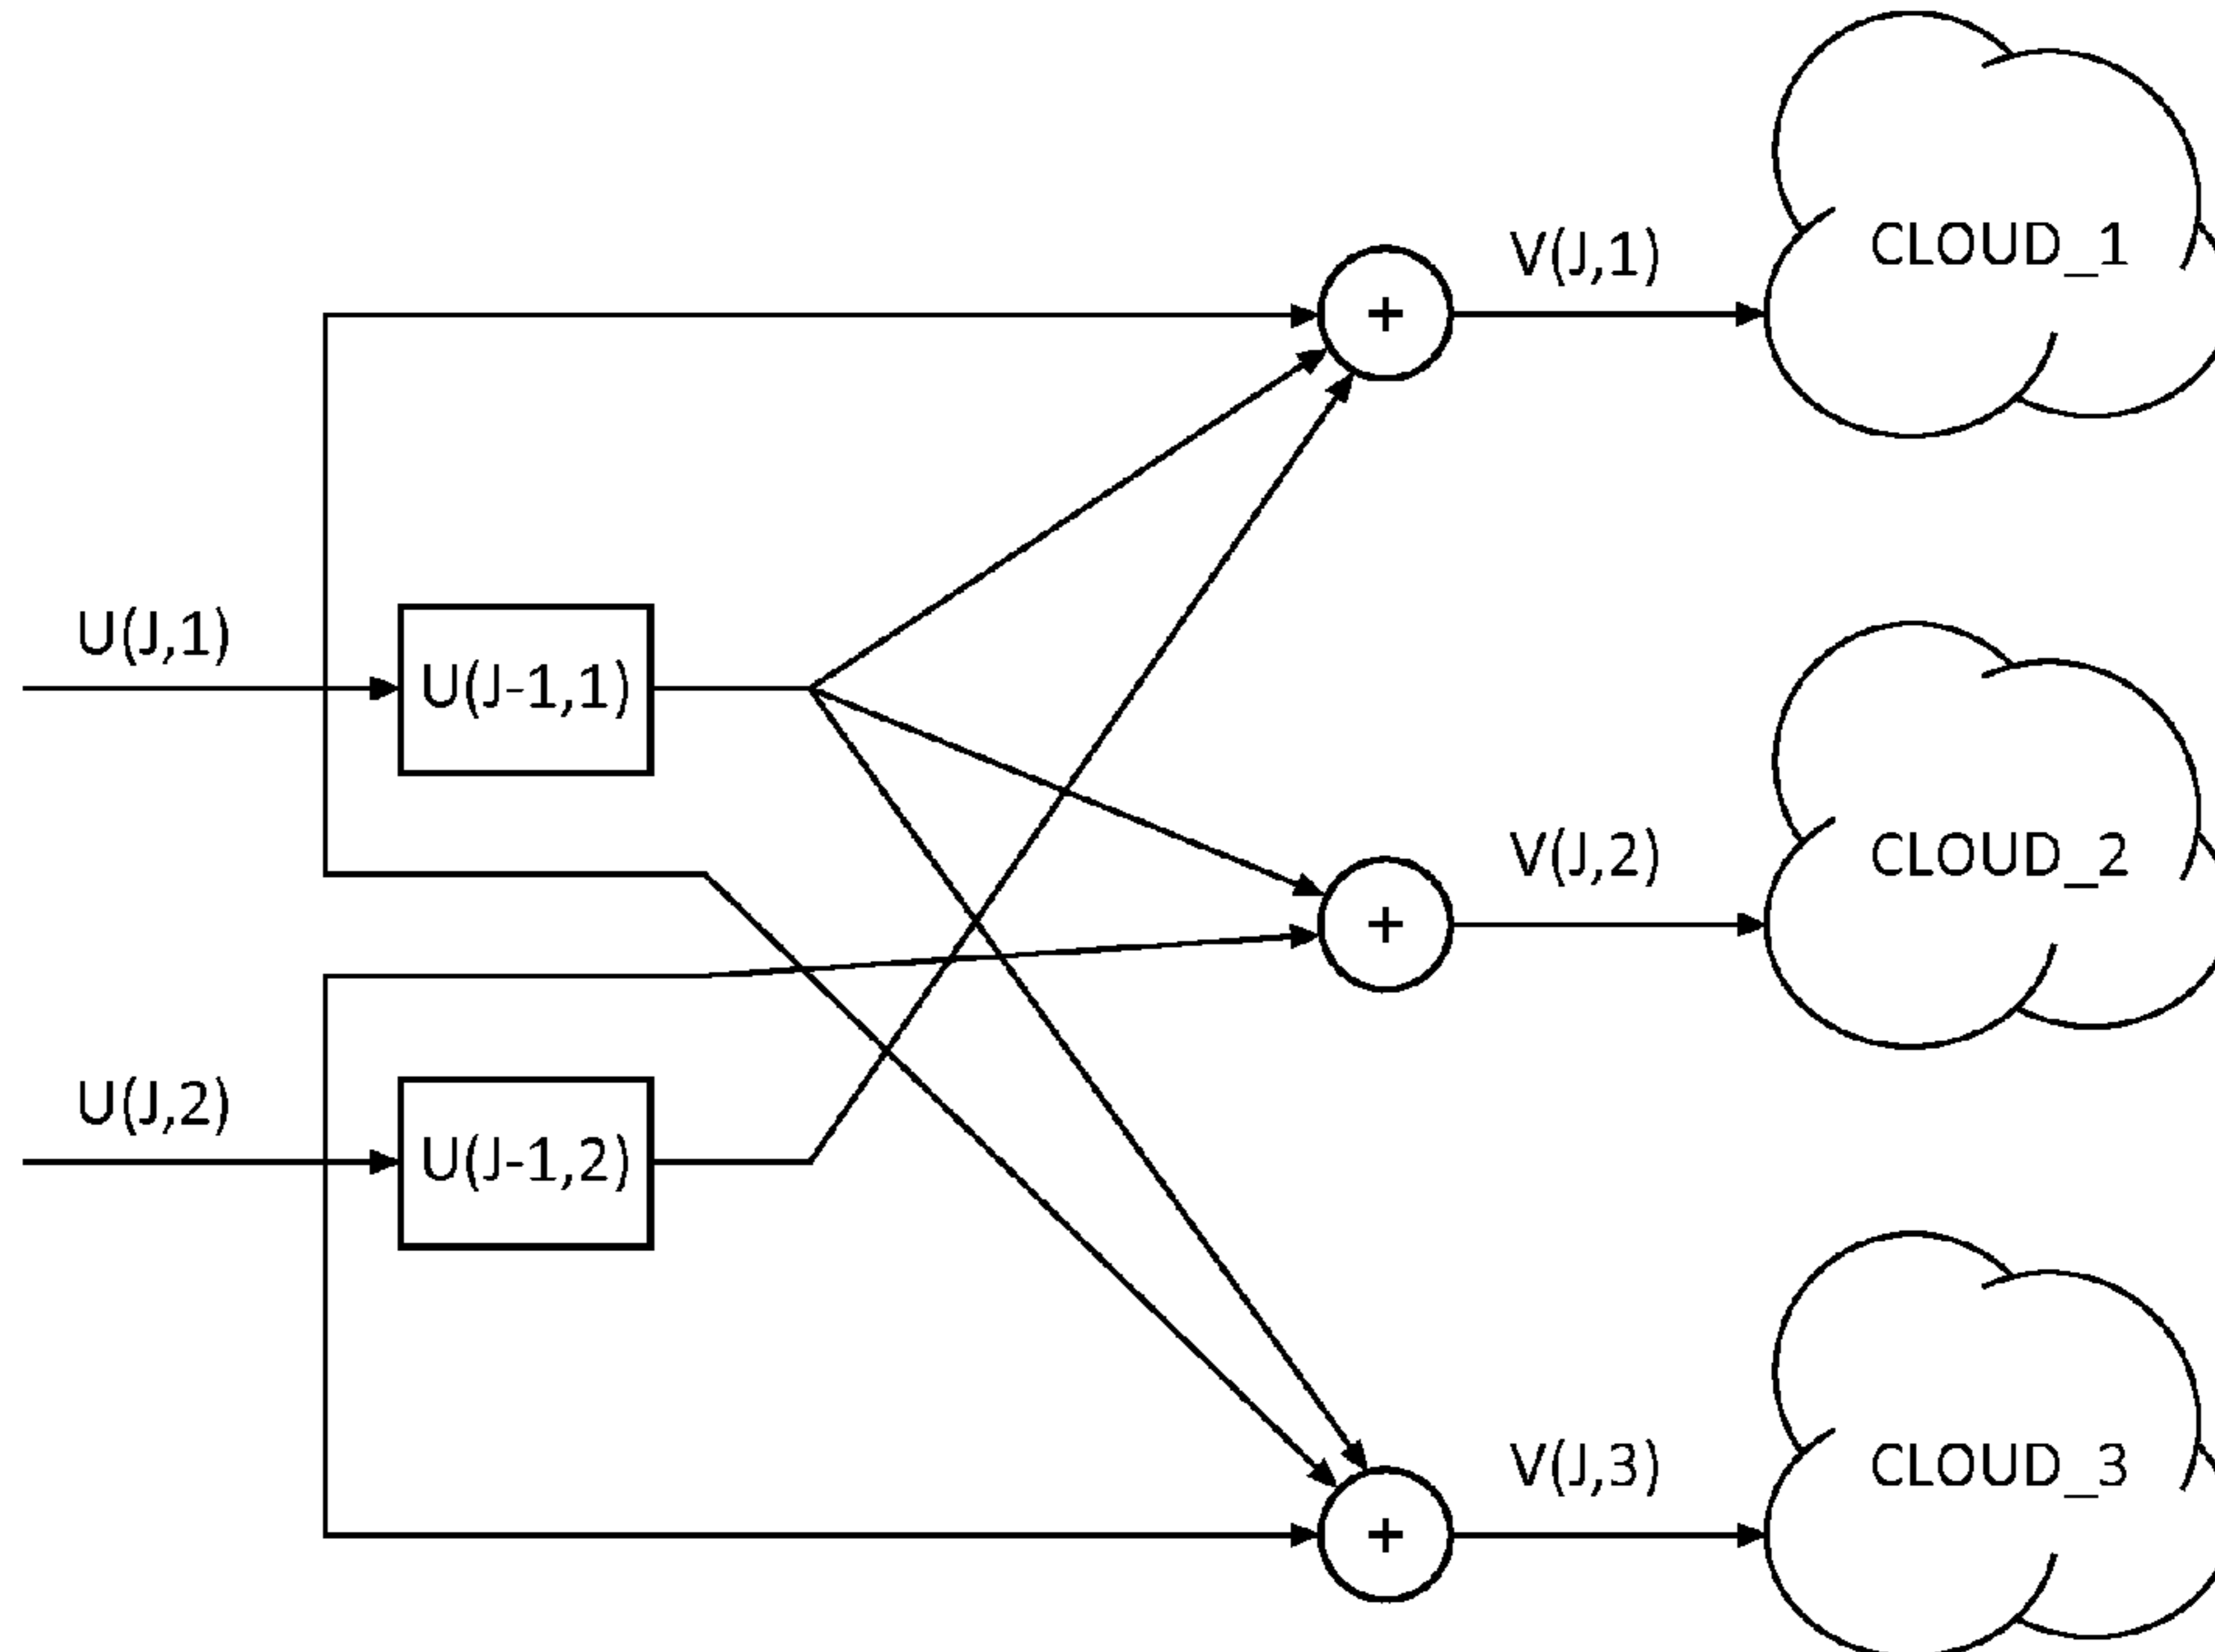 CLOUD_1
V(J,1)
+
U(J,1)
U(J-1,1)
CLOUD_2
V(J,2)
+
U(J,2)
U(J-1,2)
CLOUD_3
V(J,3)
+